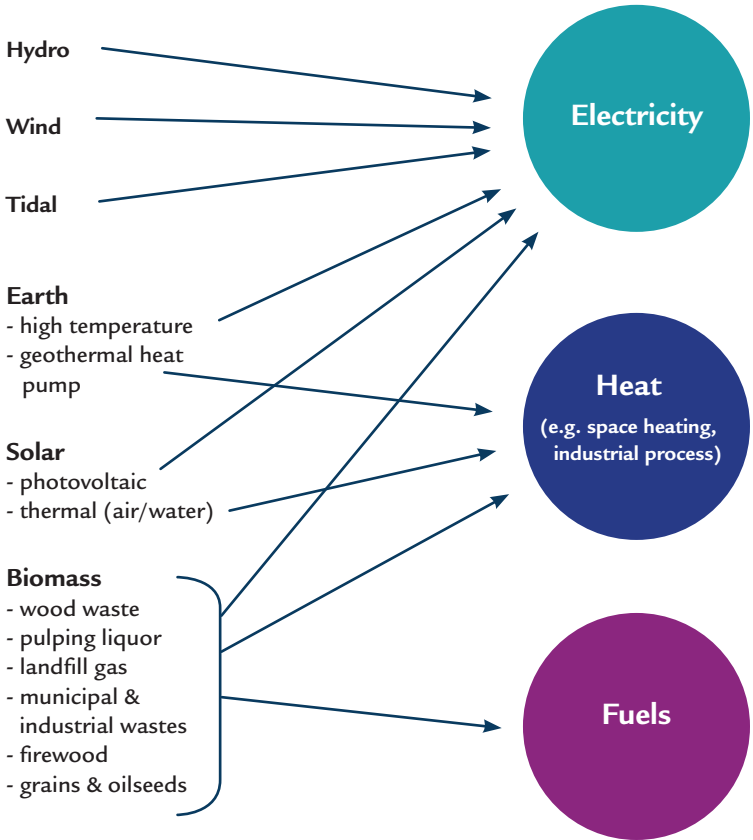 Hydro
Wind
Tidal
Earth
- high temperature
- geothermal heat
pump
Solar
- photovoltaic
- thermal (air/water)
Biomass
- wood waste
- pulping liquor
- landfill gas
- municipal &
industrial wastes
- firewood
- grains & oilseeds
Electricity
Heat
(e.g. space heating,
industrial process)
Fuels